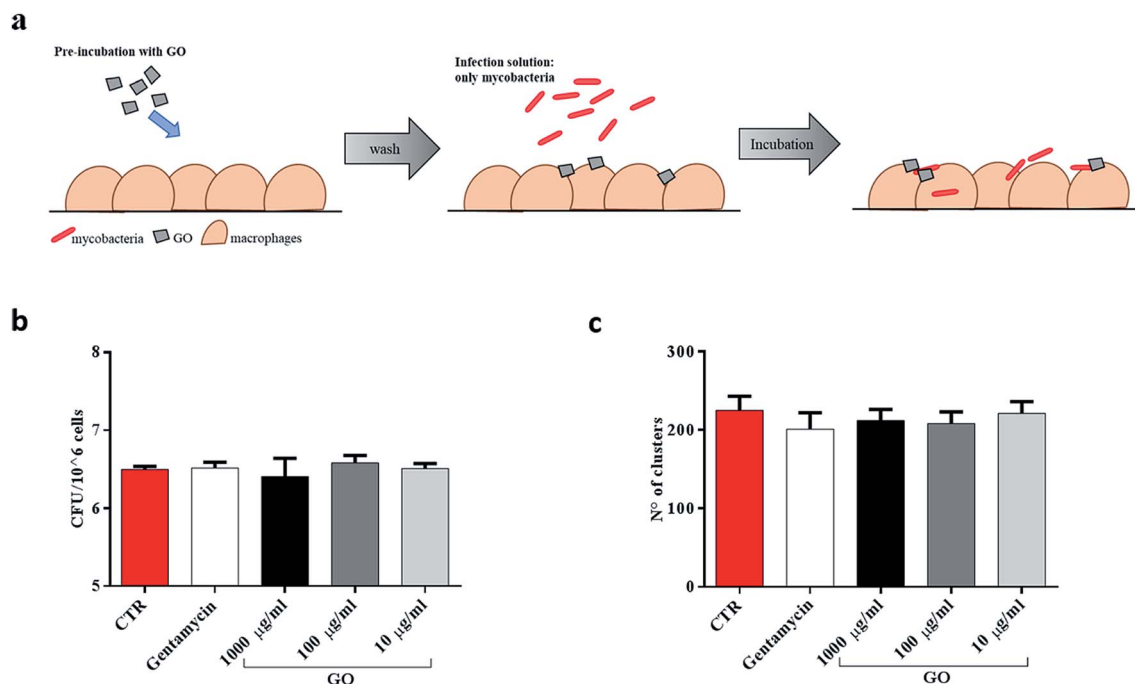 a
Pre-incubation with GO
Infection solution:
only mycobacteria
wash
Incubation
mycobacteria GO macrophages
b
CFU/10^6 cells
8
7
6
5
CTR
Gentamycin
1000 μg/ml
100 μg/ml
10 μg/ml
GO
c
N° of clusters
300
200
100
0
CTR
Gentamycin
1000 μg/ml
100 μg/ml
10 μg/ml
GO